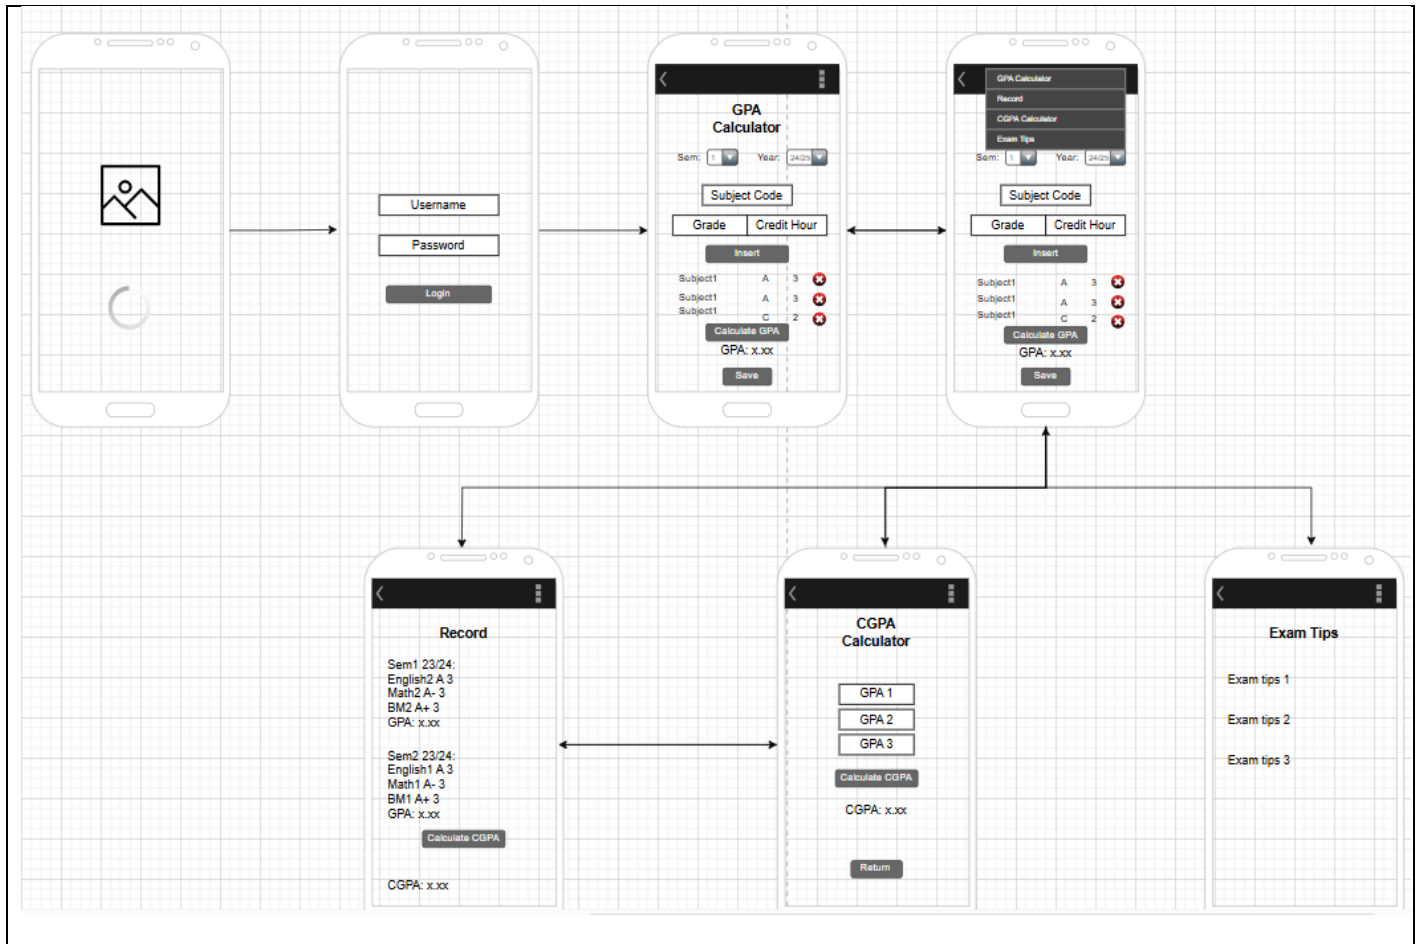 Username
Password
Login
GPA
Calculator
Sem: 1 Year: 24/25
Subject Code
Grade Credit Hour
Insert
Subject1 A 3
Subject1 A 3
Subject1 C 2
Calculate GPA
GPA: x.xx
Save
GPA Calculator
Record
CGPA Calculator
Exam Tips
Sem: 1 Year: 24/25
Subject Code
Grade Credit Hour
Insert
Subject1 A 3
Subject1 A 3
Subject1 C 2
Calculate GPA
GPA: x.xx
Save
Record
Sem1 23/24:
English2 A 3
Math2 A- 3
BM2 A+ 3
GPA: x.xx
Sem2 23/24:
English1 A 3
Math1 A- 3
BM1 A+ 3
GPA: x.xx
Calculate CGPA
CGPA: x.xx
CGPA
Calculator
GPA 1
GPA 2
GPA 3
Calculate CGPA
CGPA: x.xx
Return
Exam Tips
Exam tips 1
Exam tips 2
Exam tips 3